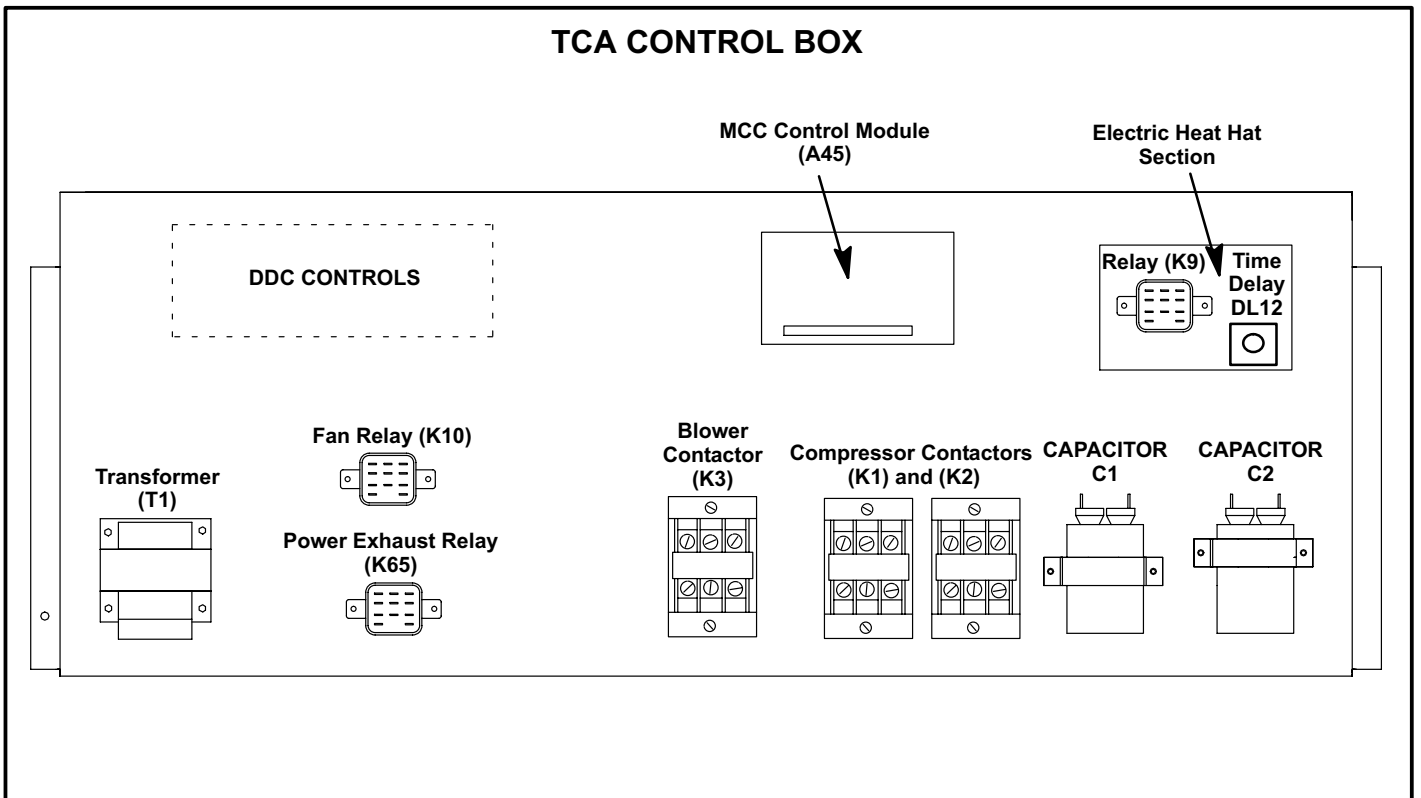 TCA CONTROL BOX
MCC Control Module
(A45)
Electric Heat Hat
Section
DDC CONTROLS
Relay (K9)
Time
Delay
DL12
Transformer
(T1)
Fan Relay (K10)
Power Exhaust Relay
(K65)
Blower
Contactor
(K3)
Compressor Contactors
(K1) and (K2)
CAPACITOR
C1
CAPACITOR
C2